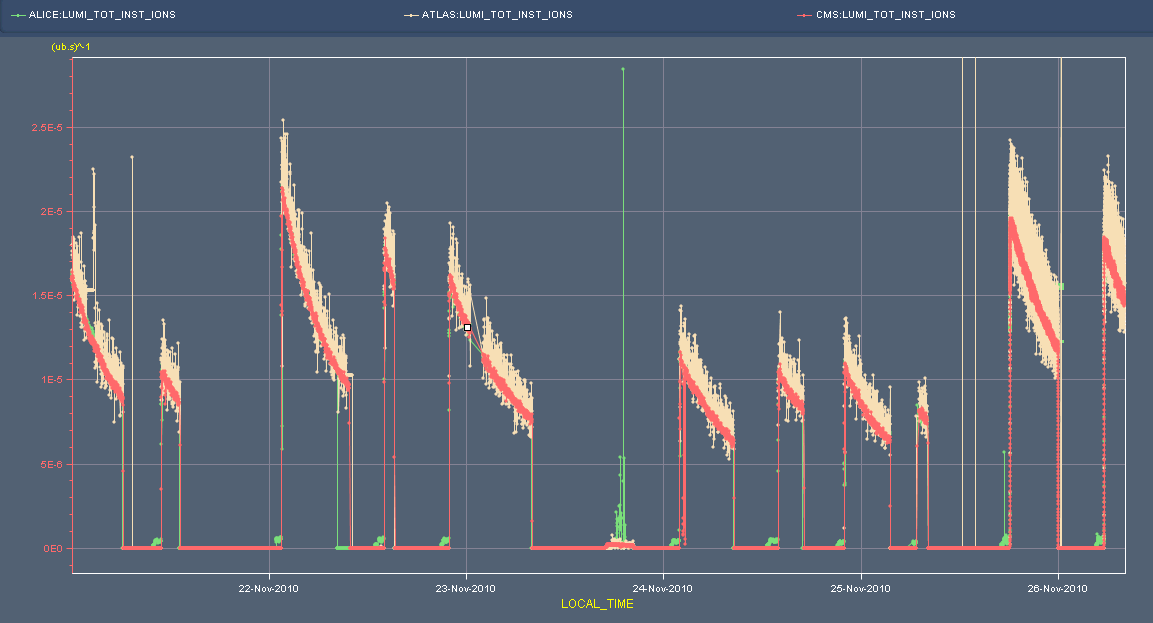 ALICE:LUMI_TOT_INST_IONS ATLAS:LUMI_TOT_INST_IONS CMS:LUMI_TOT_INST_IONS
(ub.s)^-1
2.5E-5
2E-5
1.5E-5
1E-5
5E-6
0E0
22-Nov-2010 23-Nov-2010 24-Nov-2010 25-Nov-2010 26-Nov-2010
LOCAL_TIME